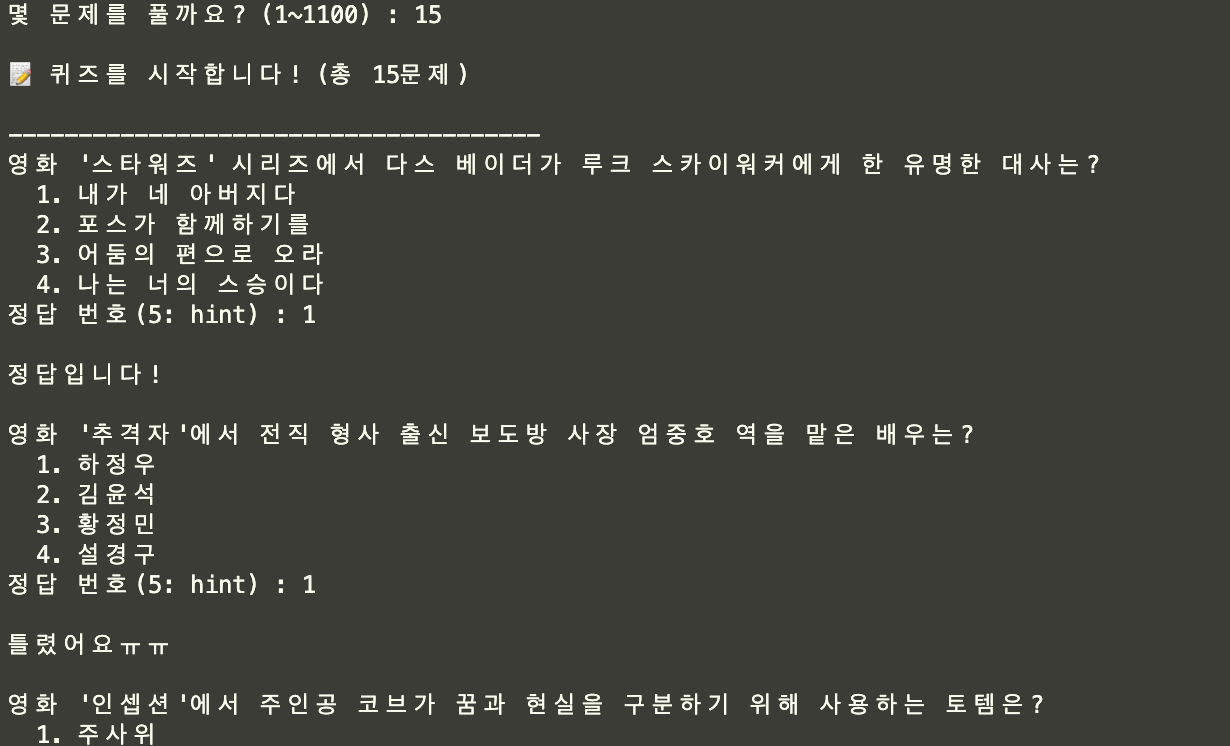 몇 문제를 풀까요? (1~1100) : 15
📝 퀴즈를 시작합니다! (총 15문제)
----------------------------------------
영화 '스타워즈' 시리즈에서 다스 베이더가 루크 스카이워커에게 한 유명한 대사는?
1. 내가 네 아버지다
2. 포스가 함께하기를
3. 어둠의 편으로 오라
4. 나는 너의 스승이다
정답 번호(5: hint) : 1
정답입니다!
영화 '추격자'에서 전직 형사 출신 보도방 사장 엄중호 역을 맡은 배우는?
1. 하정우
2. 김윤석
3. 황정민
4. 설경구
정답 번호(5: hint) : 1
틀렸어요ㅠㅠ
영화 '인셉션'에서 주인공 코브가 꿈과 현실을 구분하기 위해 사용하는 토템은?
1. 주사위